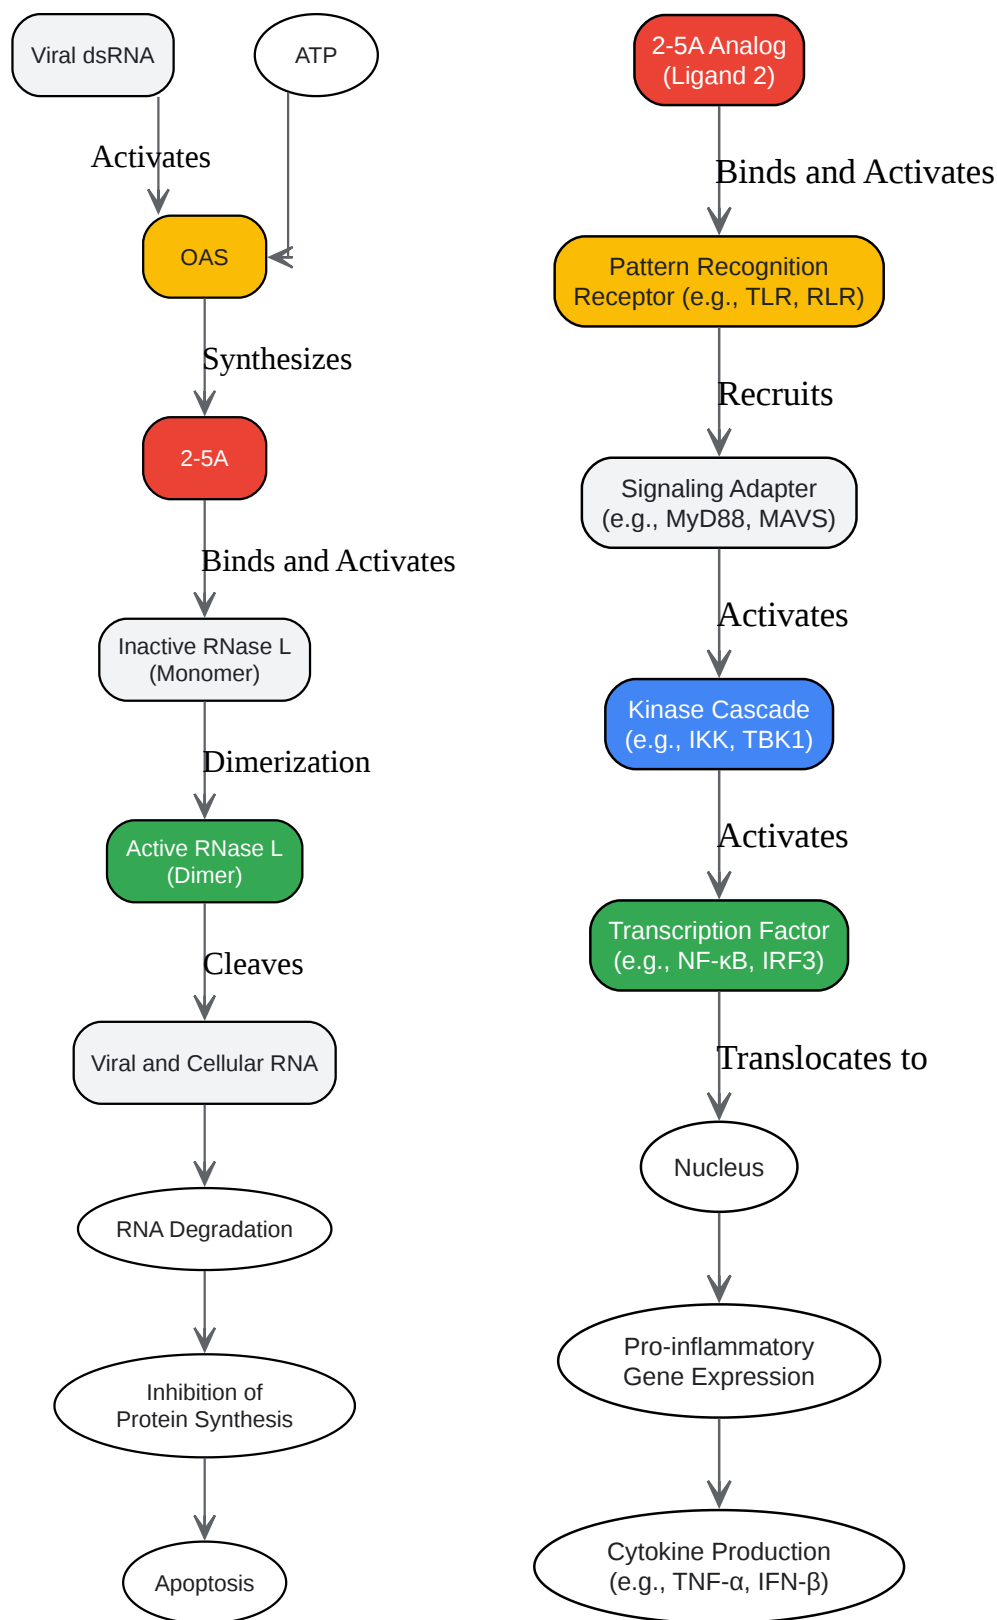 Viral dsRNA
ATP
Activates
OAS
Synthesizes
2-5A
Binds and Activates
Inactive RNase L
(Monomer)
Dimerization
Active RNase L
(Dimer)
Cleaves
Viral and Cellular RNA
RNA Degradation
Inhibition of
Protein Synthesis
Apoptosis
2-5A Analog
(Ligand 2)
Binds and Activates
Pattern Recognition
Receptor (e.g., TLR, RLR)
Recruits
Signaling Adapter
(e.g., MyD88, MAVS)
Activates
Kinase Cascade
(e.g., IKK, TBK1)
Activates
Transcription Factor
(e.g., NF-κB, IRF3)
Translocates to
Nucleus
Pro-inflammatory
Gene Expression
Cytokine Production
(e.g., TNF-α, IFN-β)